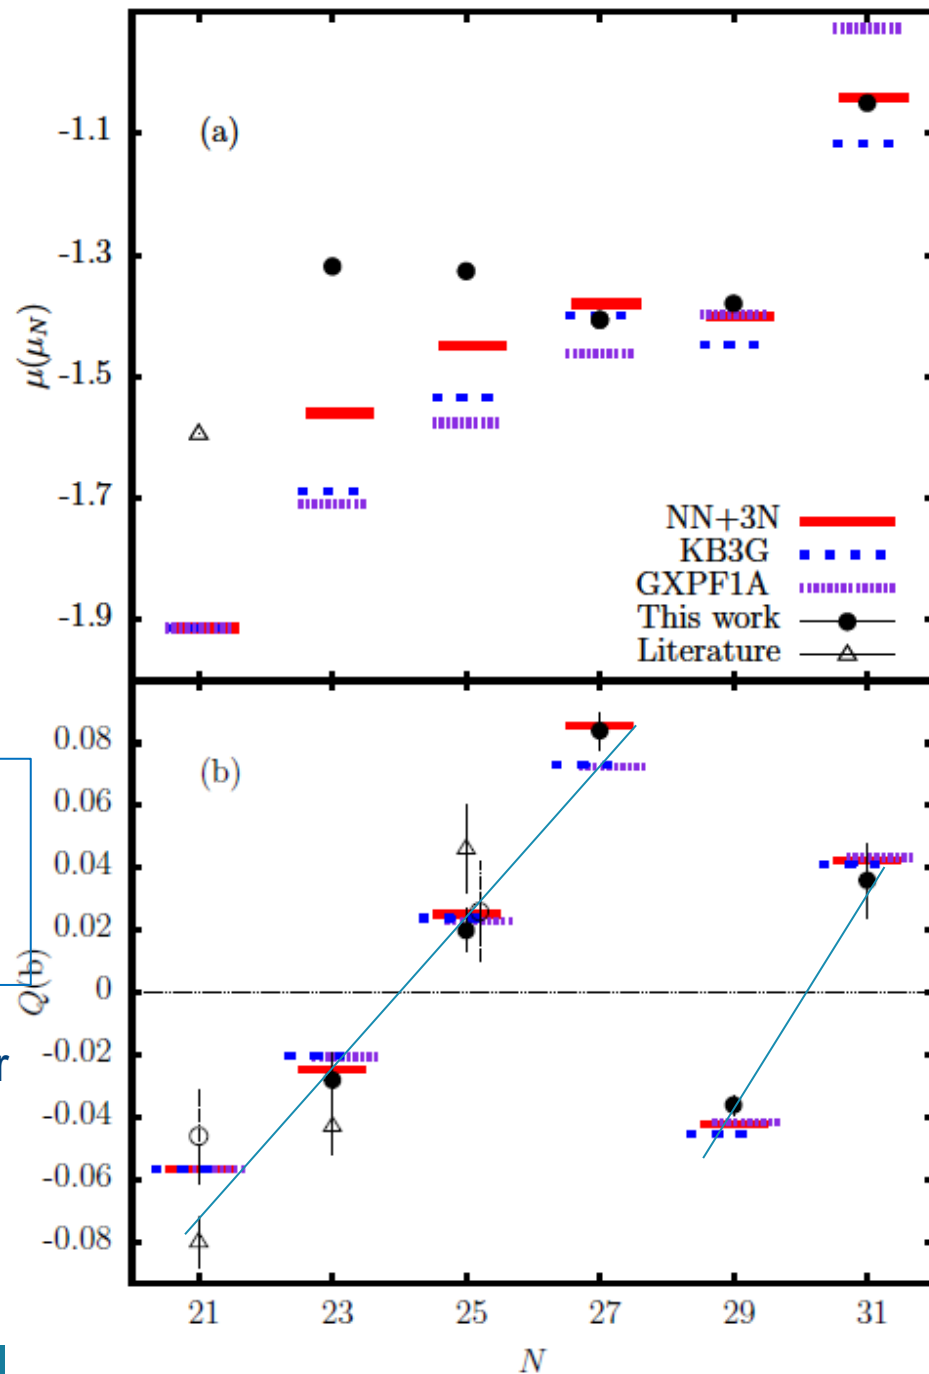 (a)
-1.1
-1.3
-1.5
-1.7
-1.9
μ(μN)
NN+3N
KB3G
GXPF1A
This work
Literature
(b)
0.08
0.06
0.04
0.02
0
-0.02
-0.04
-0.06
-0.08
Q(b)
r
21 23 25 27 29 31
N